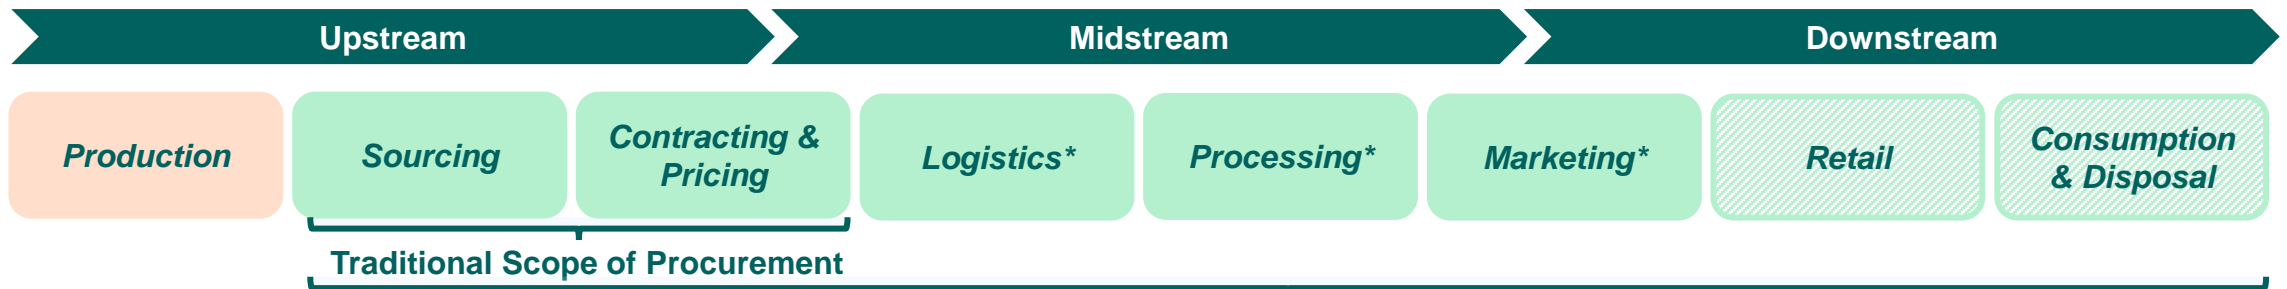 Upstream
Midstream
Downstream
Production
Sourcing
Contracting &
Pricing
Logistics*
Processing*
Marketing*
Retail
Consumption
& Disposal
Traditional Scope of Procurement